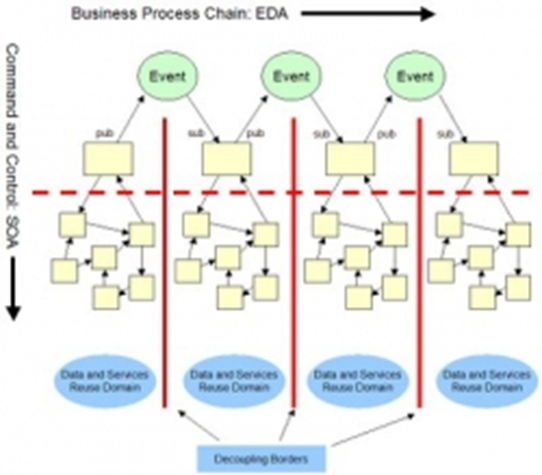 Business Process Chain: EDA
Command and Control: SOA
Event
Event
Event
pub
sub
pub
sub
pub
sub
Data and Services
Reuse Domain
Data and Services
Reuse Domain
Data and Services
Reuse Domain
Data and Services
Reuse Domain
Decoupling Borders